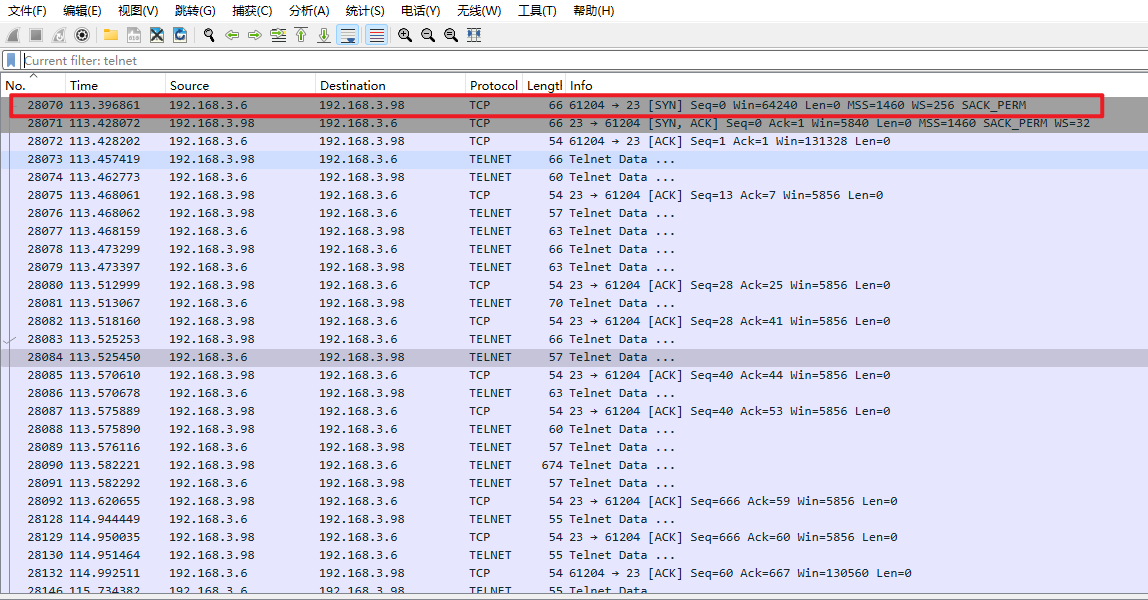 文件(F) 编辑(E) 视图(V) 跳转(G) 捕获(C) 分析(A) 统计(S) 电话(Y) 无线(W) 工具(T) 帮助(H)
Current filter: telnet
No. Time Source Destination Protocol Lengtl Info
28070 113.396861 192.168.3.6 192.168.3.98 TCP 66 61204 → 23 [SYN] Seq=0 Win=64240 Len=0 MSS=1460 WS=256 SACK_PERM
28071 113.428072 192.168.3.98 192.168.3.6 TCP 66 23 → 61204 [SYN, ACK] Seq=0 Ack=1 Win=5840 Len=0 MSS=1460 SACK_PERM WS=32
28072 113.428202 192.168.3.6 192.168.3.98 TCP 54 61204 → 23 [ACK] Seq=1 Ack=1 Win=131328 Len=0
28073 113.457419 192.168.3.98 192.168.3.6 TELNET 66 Telnet Data ...
28074 113.462773 192.168.3.6 192.168.3.98 TELNET 60 Telnet Data ...
28075 113.468061 192.168.3.98 192.168.3.6 TCP 54 23 → 61204 [ACK] Seq=13 Ack=7 Win=5856 Len=0
28076 113.468062 192.168.3.98 192.168.3.6 TELNET 57 Telnet Data ...
28077 113.468159 192.168.3.6 192.168.3.98 TELNET 63 Telnet Data ...
28078 113.473299 192.168.3.98 192.168.3.6 TELNET 66 Telnet Data ...
28079 113.473397 192.168.3.6 192.168.3.98 TELNET 63 Telnet Data ...
28080 113.512999 192.168.3.98 192.168.3.6 TCP 54 23 → 61204 [ACK] Seq=28 Ack=25 Win=5856 Len=0
28081 113.513067 192.168.3.6 192.168.3.98 TELNET 70 Telnet Data ...
28082 113.518160 192.168.3.98 192.168.3.6 TCP 54 23 → 61204 [ACK] Seq=28 Ack=41 Win=5856 Len=0
28083 113.525253 192.168.3.98 192.168.3.6 TELNET 66 Telnet Data ...
28084 113.525450 192.168.3.6 192.168.3.98 TELNET 57 Telnet Data ...
28085 113.570610 192.168.3.98 192.168.3.6 TCP 54 23 → 61204 [ACK] Seq=40 Ack=44 Win=5856 Len=0
28086 113.570678 192.168.3.6 192.168.3.98 TELNET 63 Telnet Data ...
28087 113.575889 192.168.3.98 192.168.3.6 TCP 54 23 → 61204 [ACK] Seq=40 Ack=53 Win=5856 Len=0
28088 113.575890 192.168.3.98 192.168.3.6 TELNET 60 Telnet Data ...
28089 113.576116 192.168.3.6 192.168.3.98 TELNET 57 Telnet Data ...
28090 113.582221 192.168.3.98 192.168.3.6 TELNET 674 Telnet Data ...
28091 113.582292 192.168.3.6 192.168.3.98 TELNET 57 Telnet Data ...
28092 113.620655 192.168.3.98 192.168.3.6 TCP 54 23 → 61204 [ACK] Seq=666 Ack=59 Win=5856 Len=0
28128 114.944449 192.168.3.6 192.168.3.98 TELNET 55 Telnet Data ...
28129 114.950035 192.168.3.98 192.168.3.6 TCP 54 23 → 61204 [ACK] Seq=666 Ack=60 Win=5856 Len=0
28130 114.951464 192.168.3.98 192.168.3.6 TELNET 55 Telnet Data ...
28132 114.992511 192.168.3.6 192.168.3.98 TCP 54 61204 → 23 [ACK] Seq=60 Ack=667 Win=130560 Len=0
28146 115.734382 192.168.3.6 192.168.3.98 TELNET 55 Telnet Data ...